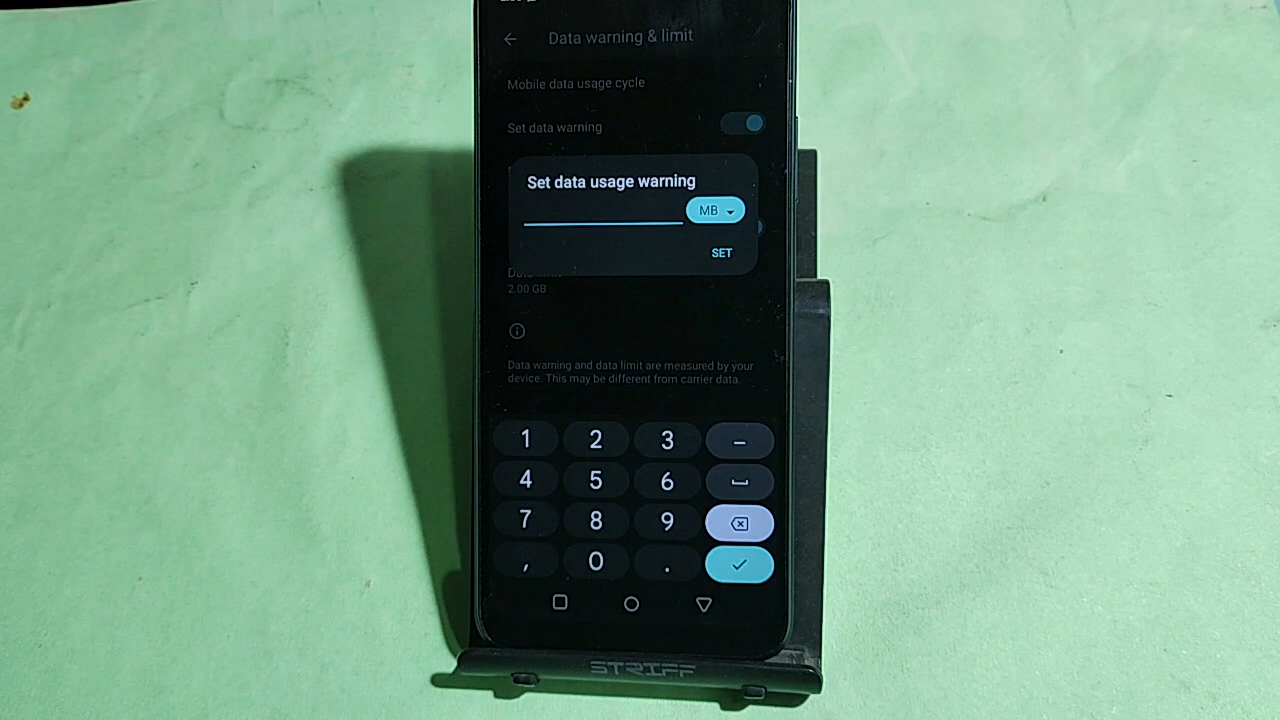 Data warning & limit
Mobile data usage cycle
Set data warning
Set data usage warning
MB
SET
2.00 GB
Data warning and data limit are measured by your
device. This may be different from carrier data.
1 2 3 –
4 5 6
7 8 9
, 0 .
STRIFF